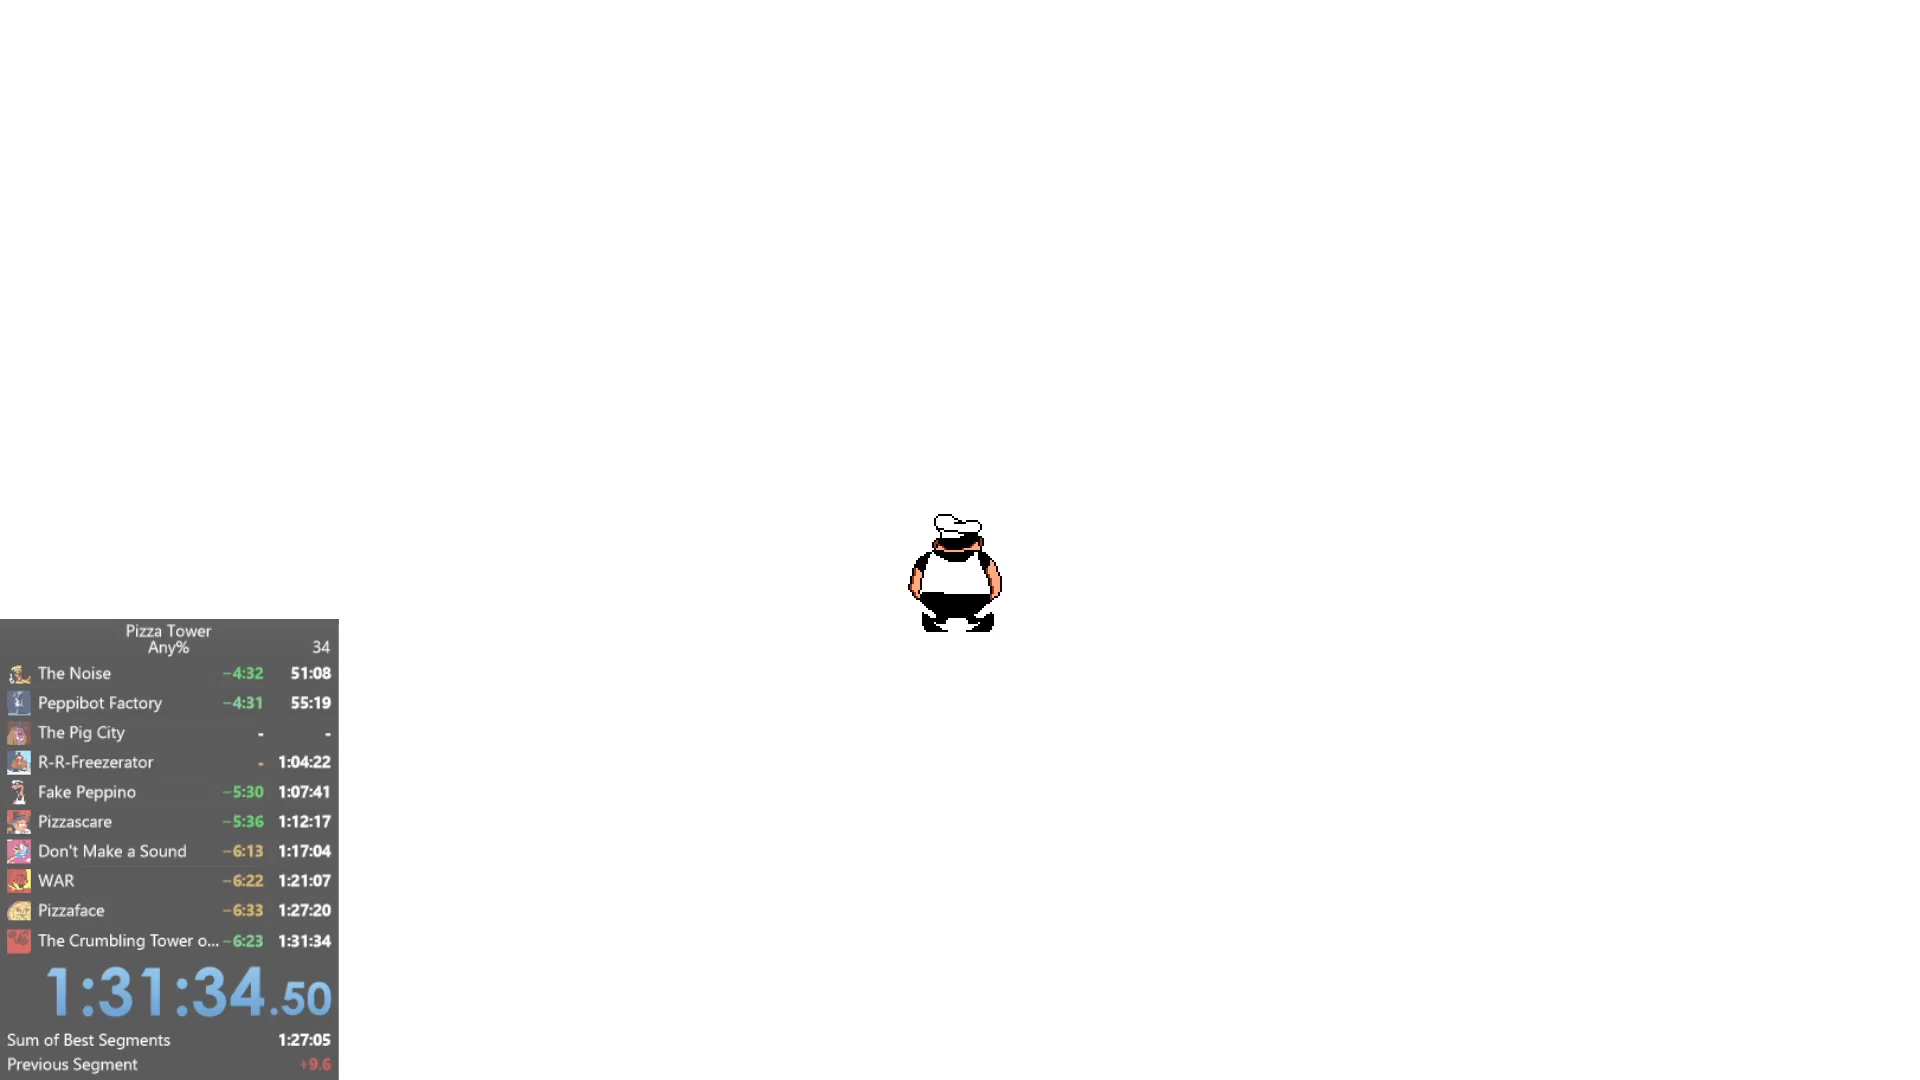 Pizza Tower
Any% 34
The Noise −4:32 51:08
Peppibot Factory −4:31 55:19
The Pig City - -
R-R-Freezerator - 1:04:22
Fake Peppino −5:30 1:07:41
Pizzascare −5:36 1:12:17
Don't Make a Sound −6:13 1:17:04
WAR −6:22 1:21:07
Pizzaface −6:33 1:27:20
The Crumbling Tower o... −6:23 1:31:34
1:31:34.50
Sum of Best Segments 1:27:05
Previous Segment +9.6